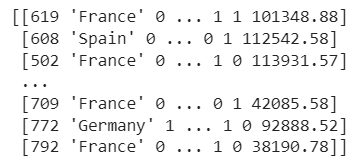 [[619 'France' 0 ... 1 1 101348.88]
[608 'Spain' 0 ... 0 1 112542.58]
[502 'France' 0 ... 1 0 113931.57]
...
[709 'France' 0 ... 0 1 42085.58]
[772 'Germany' 1 ... 1 0 92888.52]
[792 'France' 0 ... 1 0 38190.78]]